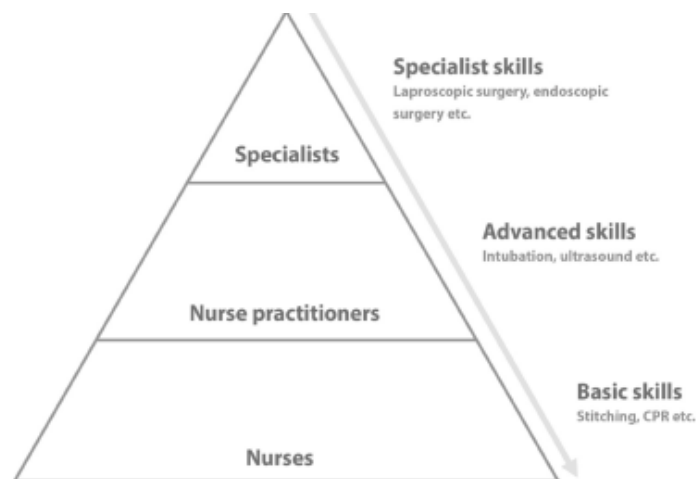 Specialist skills
Laproscopic surgery, endoscopic
surgery etc.
Specialists
Advanced skills
Intubation, ultrasound etc.
Nurse practitioners
Basic skills
Stitching, CPR etc.
Nurses